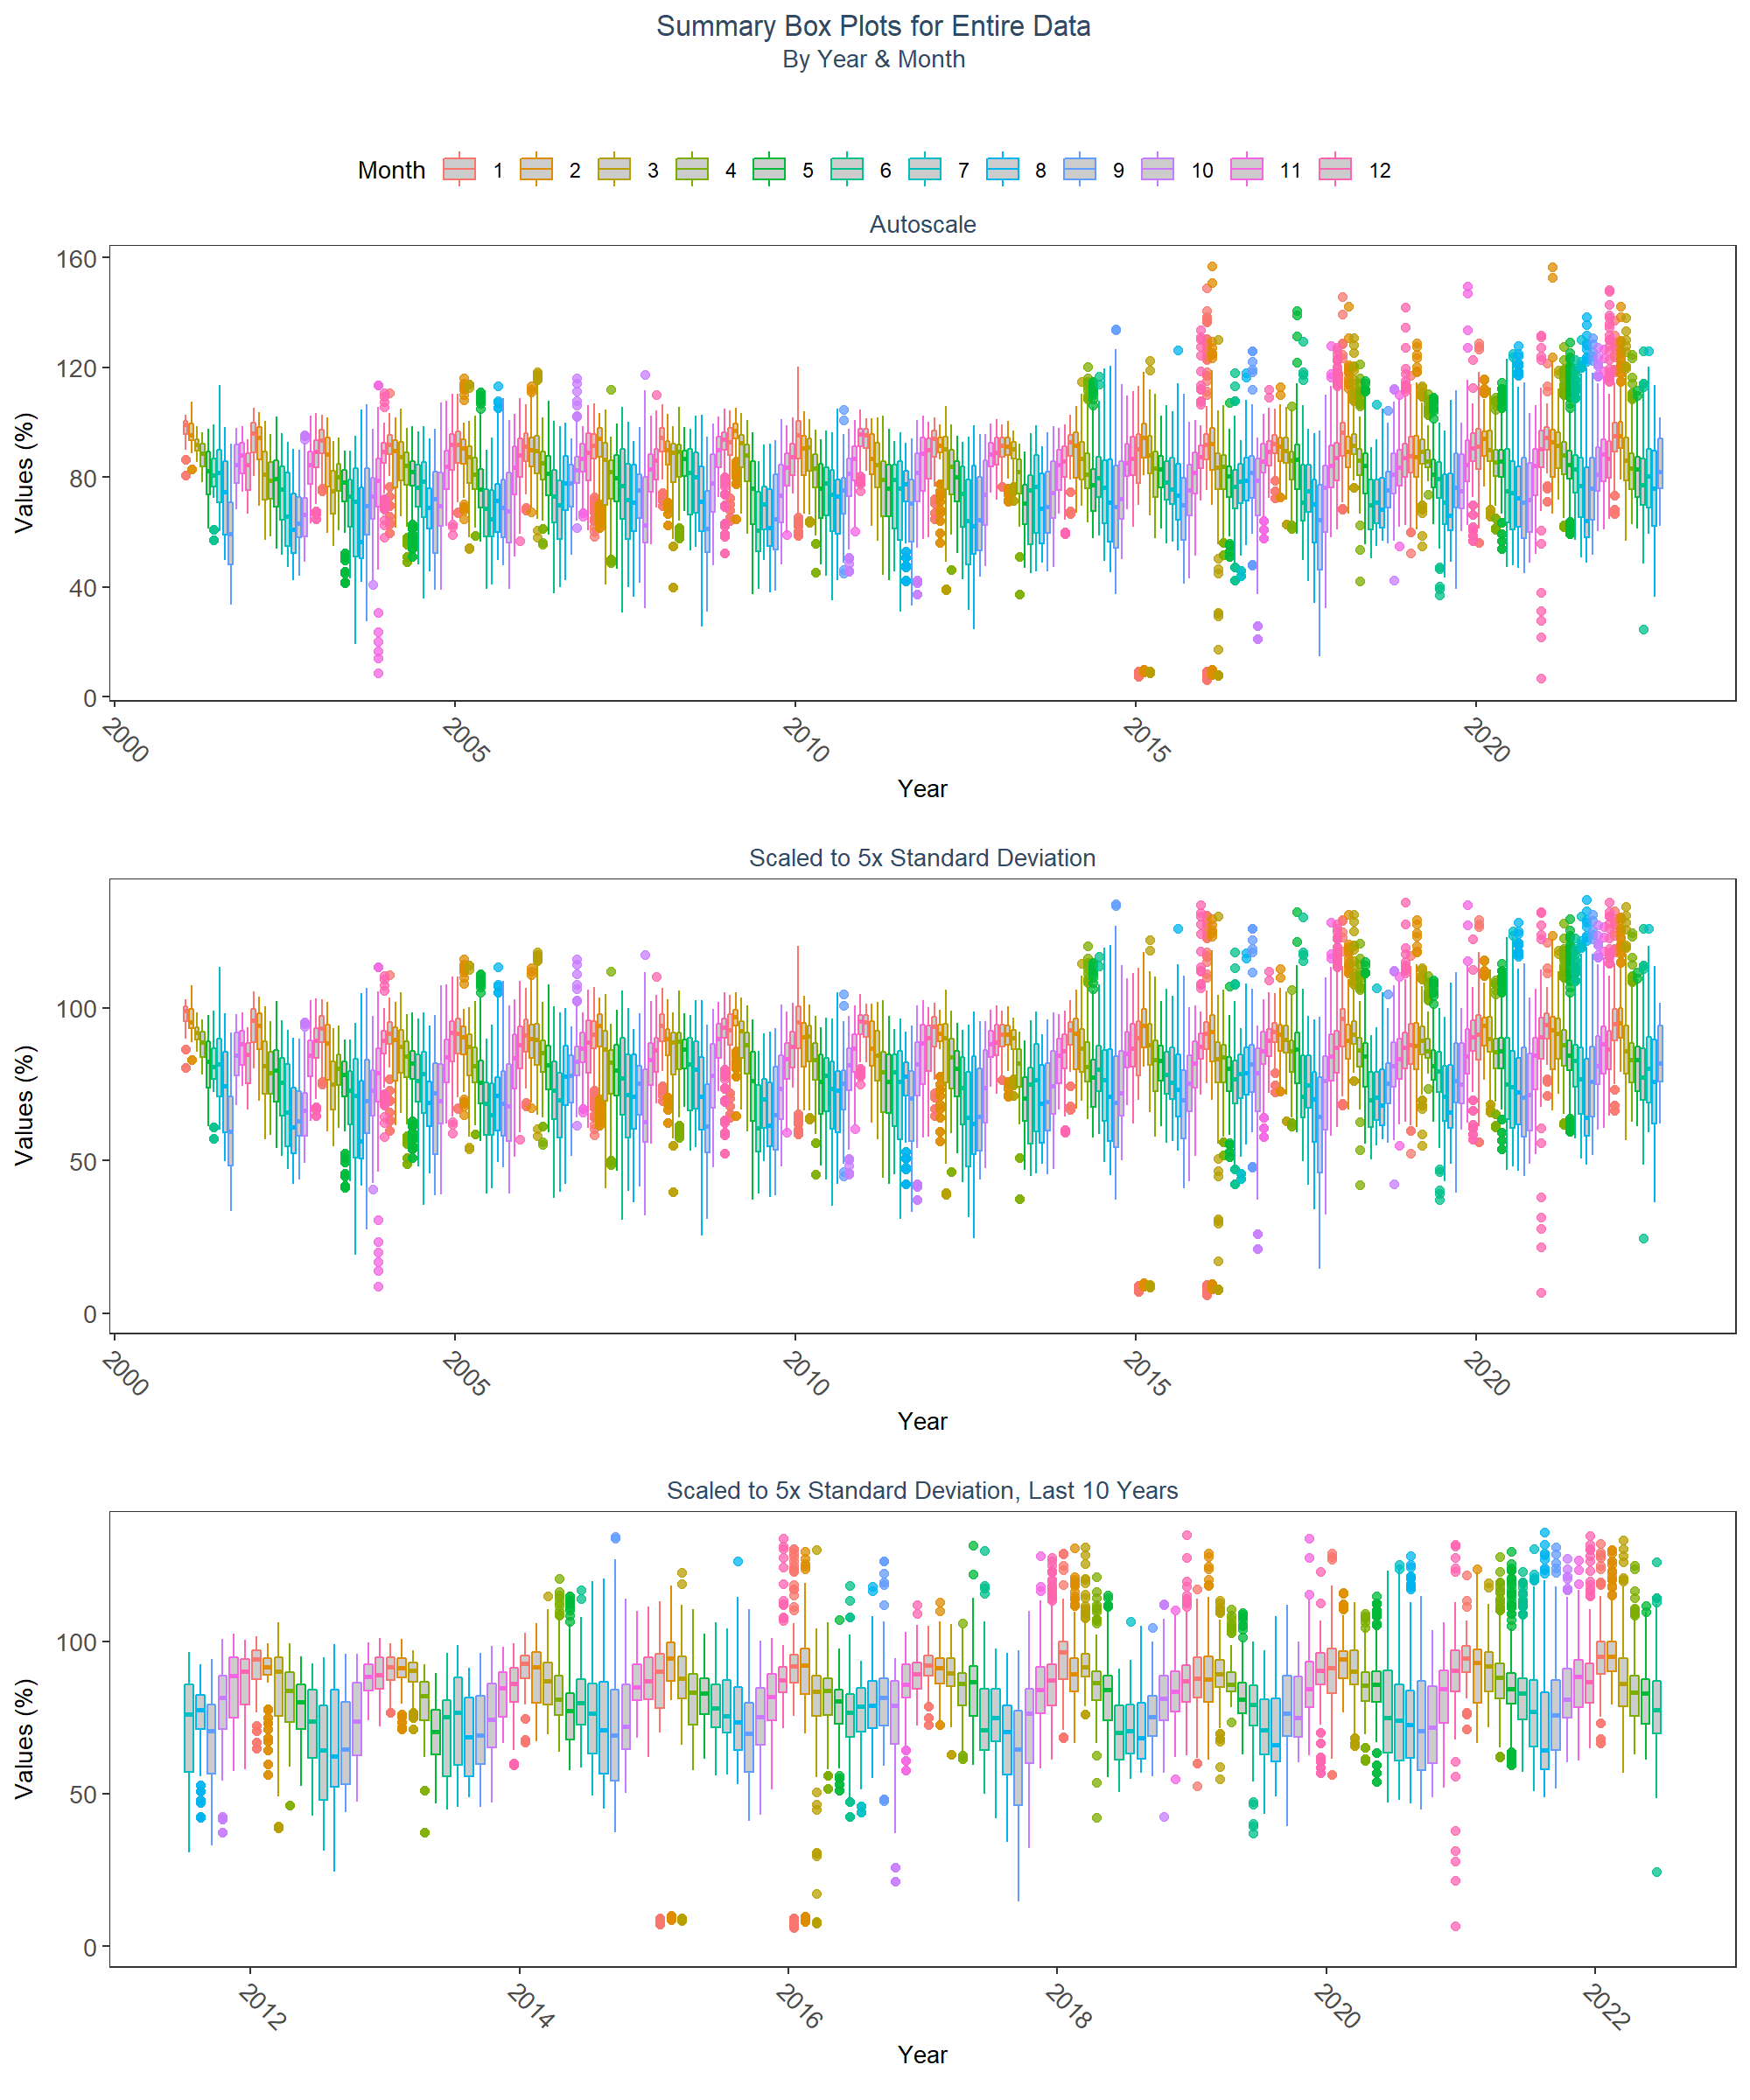 Summary Box Plots for Entire Data
By Year & Month
Month 1 2 3 4 5 6 7 8 9 10 11 12
Autoscale
Values (%)
160
120
80
40
0
2000 2005 2010 2015 2020
Year
Scaled to 5x Standard Deviation
Values (%)
100
50
0
2000 2005 2010 2015 2020
Year
Scaled to 5x Standard Deviation, Last 10 Years
Values (%)
100
50
0
2012 2014 2016 2018 2020 2022
Year